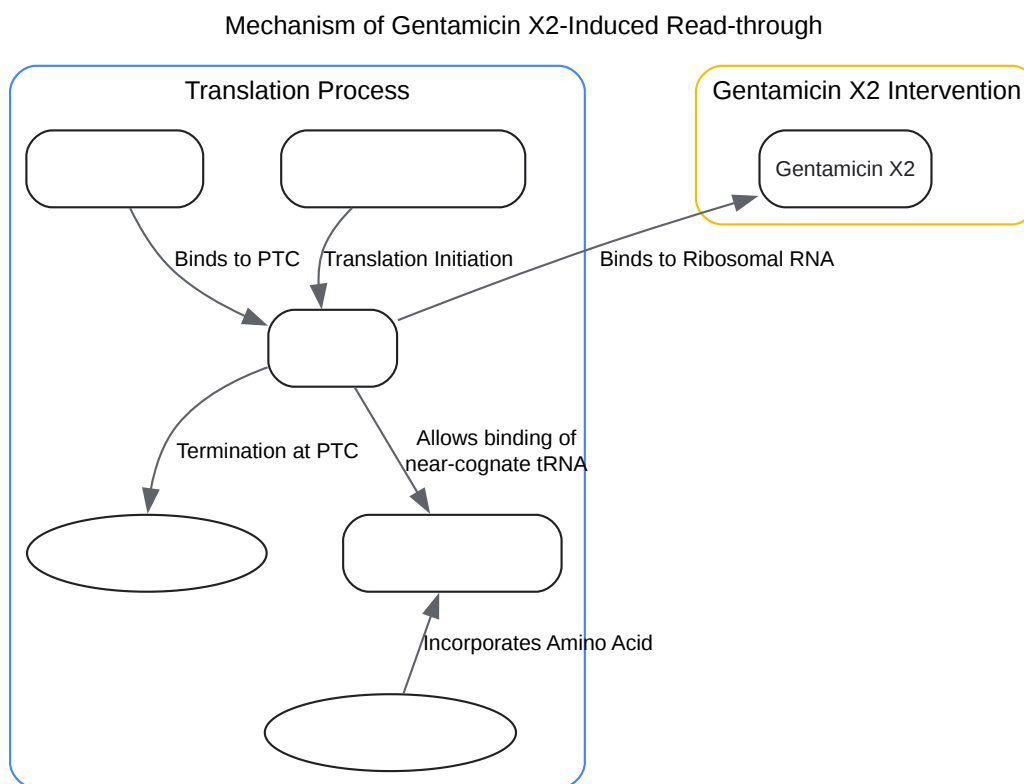 Mechanism of Gentamicin X2-Induced Read-through
Translation Process
Gentamicin X2 Intervention
Gentamicin X2
Binds to PTC
Translation Initiation
Binds to Ribosomal RNA
Termination at PTC
Allows binding of
near-cognate tRNA
Incorporates Amino Acid